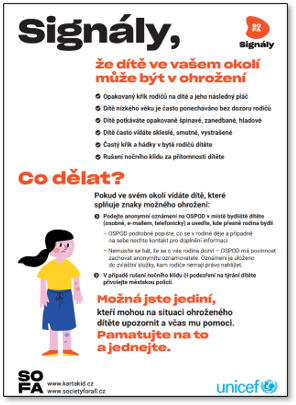 Signály,
SO
FA
Signály
že dítě ve vašem okolí
může být v ohrožení
Opakovaný křik rodičů na dítě a jeho následný pláč
Dítě nízkého věku je často ponecháváno bez dozoru rodičů
Dítě potkáváte opakovaně špinavé, zanedbané, hladové
Dítě často vídáte skleslé, smutné, vystrašené
Častý křik a hádky v bytě rodičů dítěte
Rušení nočního klidu za přítomnosti dítěte
Co dělat?
Pokud ve svém okolí vídáte dítě, které
splňuje znaky možného ohrožení:
Podejte anonymní oznámení na OSPOD v místě bydliště dítěte
(osobně, e-mailem, telefonicky) a uveďte, kde přesně rodina bydlí
– OSPOD podrobně popište, co se v rodině děje a případně
na sebe nechte kontakt pro doplnění informací
– Nemusíte se bát, že se o vás rodina dozví – OSPOD má povinnost
zachovat anonymitu oznamovatele. Oznámení je uloženo
do zvláštní složky, kam rodiče nemají právo nahlížet.
V případě rušení nočního klidu či podezření na týrání dítěte
přivolejte městskou policii.
Možná jste jediní,
kteří mohou na situaci ohroženého
dítěte upozornit a včas mu pomoci.
Pamatujte na to
a jednejte.
SO
FA
www.kartakid.cz
www.societyforall.cz
unicef